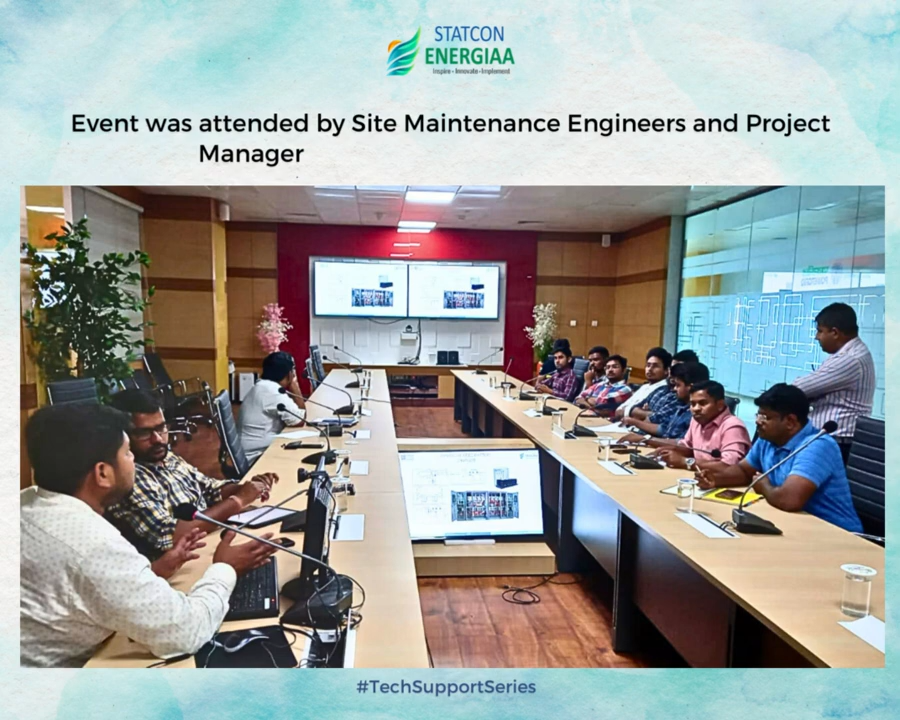 STATCON
ENERGIAA
Inspire - Innovate - Implement
Event was attended by Site Maintenance Engineers and Project
Manager
#TechSupportSeries